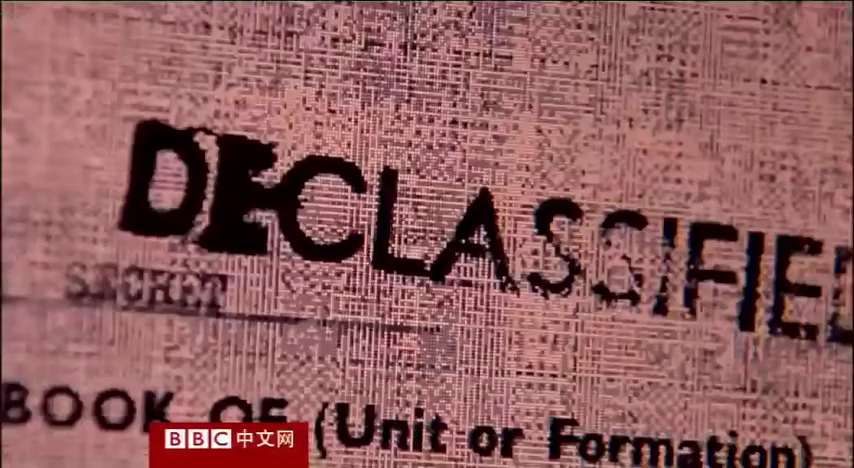 DECLASSIFIED
SECRET
BOOK OF (Unit or Formation)
BBC 中文网